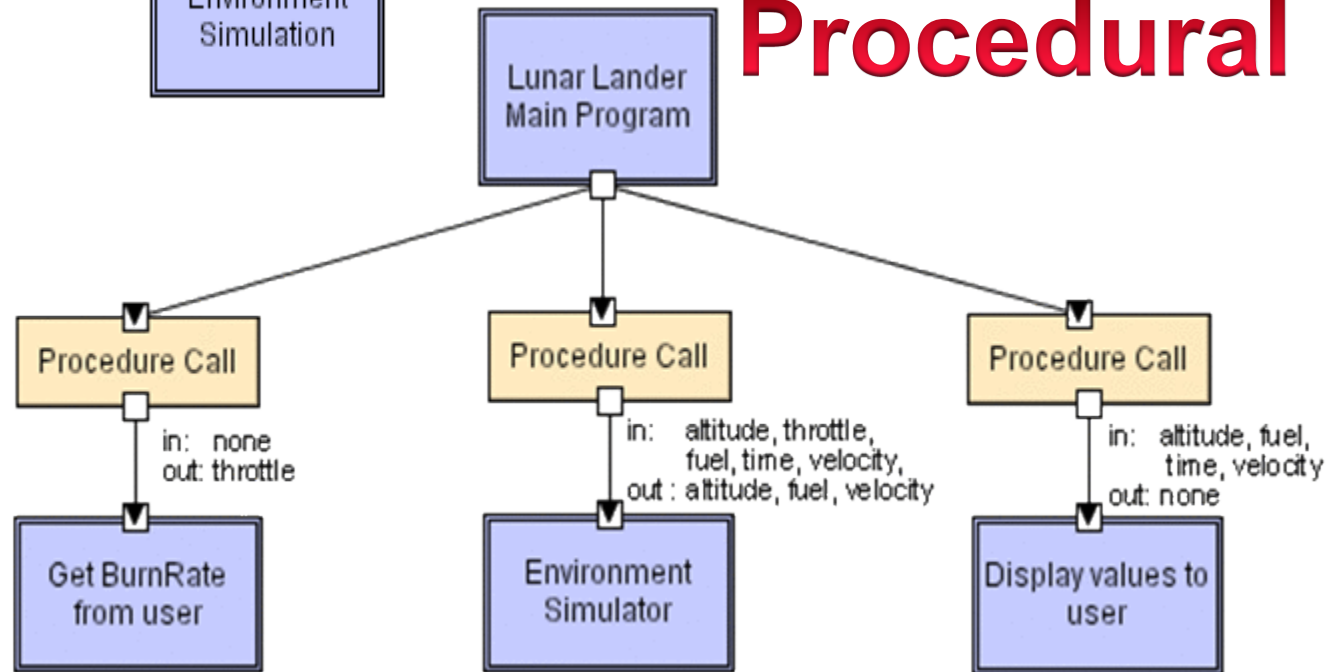 Environment
Simulation
Procedural
Lunar Lander
Main Program
Procedure Call
Procedure Call
Procedure Call
in: none
out: throttle
in: altitude, throttle,
fuel, time, velocity,
out : altitude, fuel, velocity
in: altitude, fuel,
time, velocity
out: none
Get BurnRate
from user
Environment
Simulator
Display values to
user